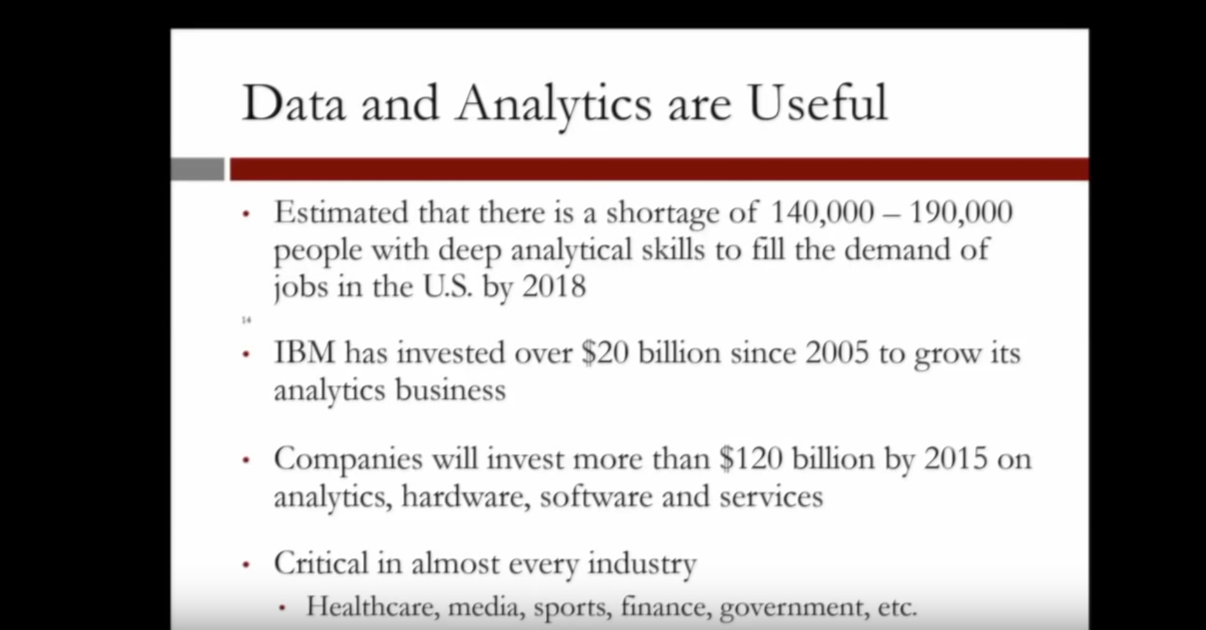 Data and Analytics are Useful
• Estimated that there is a shortage of 140,000 – 190,000
people with deep analytical skills to fill the demand of
jobs in the U.S. by 2018
14
• IBM has invested over $20 billion since 2005 to grow its
analytics business
• Companies will invest more than $120 billion by 2015 on
analytics, hardware, software and services
• Critical in almost every industry
• Healthcare, media, sports, finance, government, etc.